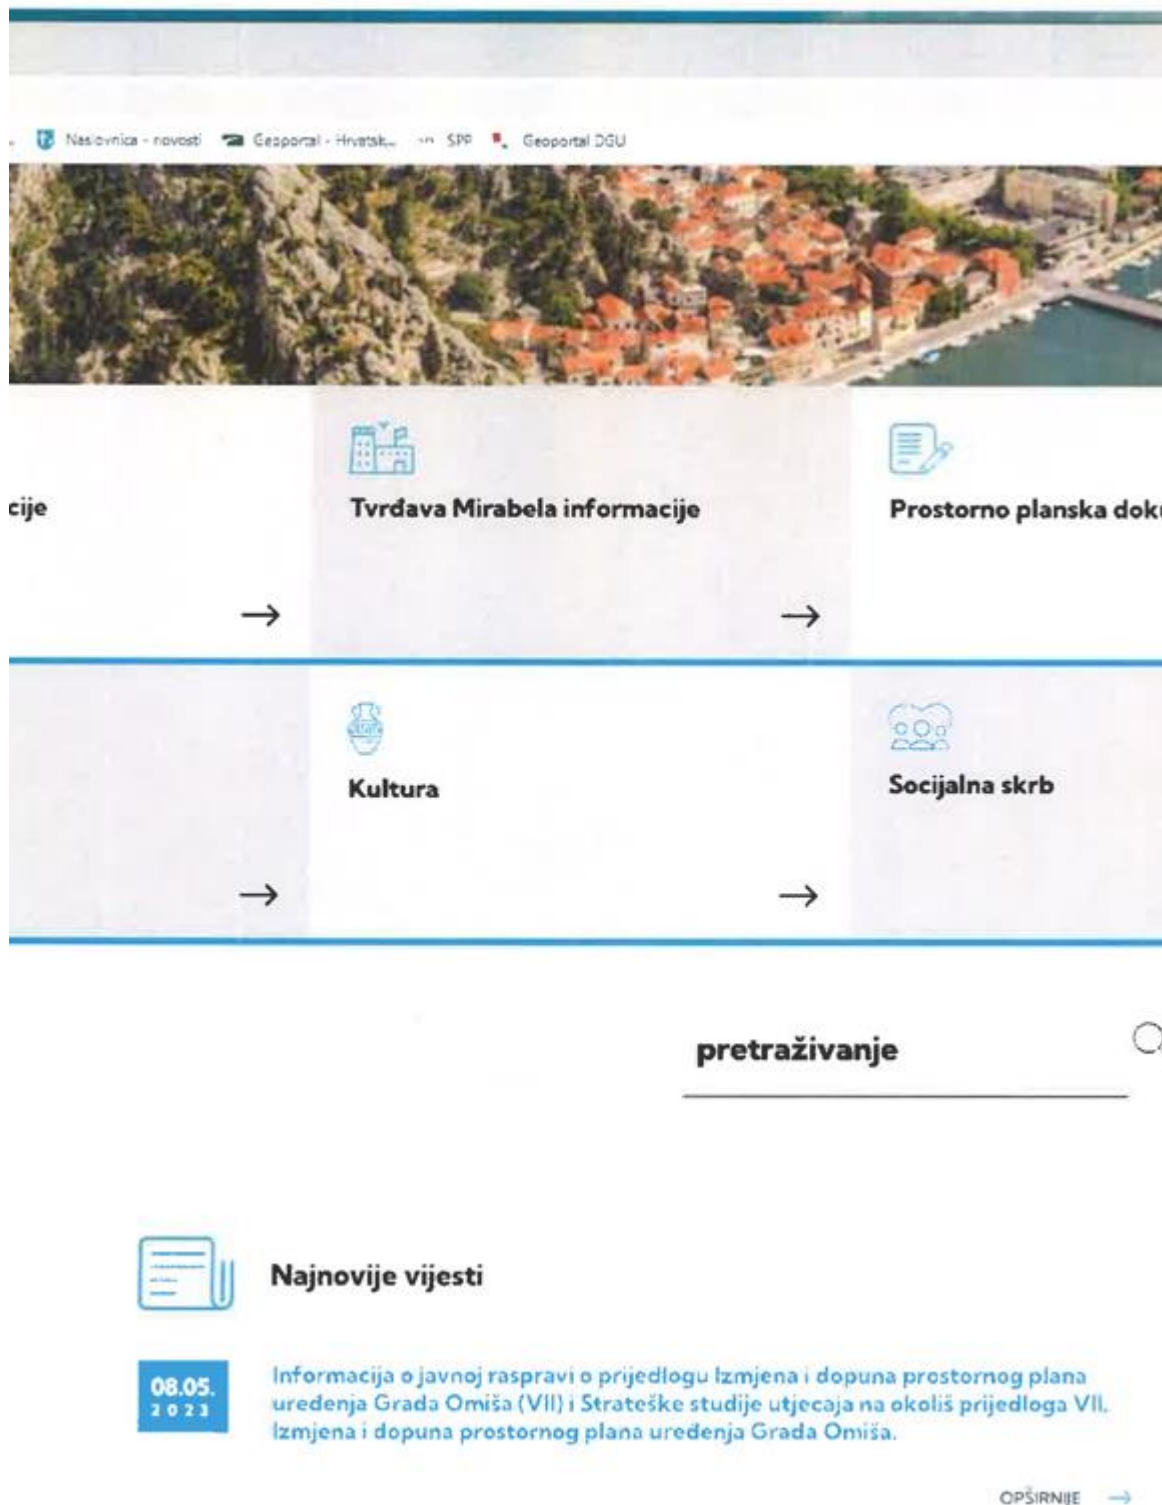 Naslovnica - novosti Geoportal - Hrvatsk... SPP Geoportal DGU
cije
Tvrđava Mirabela informacije
Prostorno planska doku
Kultura
Socijalna skrb
pretraživanje
Najnovije vijesti
08.05.
2023
Informacija o javnoj raspravi o prijedlogu Izmjena i dopuna prostornog plana
uređenja Grada Omiša (VII) i Strateške studije utjecaja na okoliš prijedloga VII.
Izmjena i dopuna prostornog plana uređenja Grada Omiša.
OPŠIRNIJE